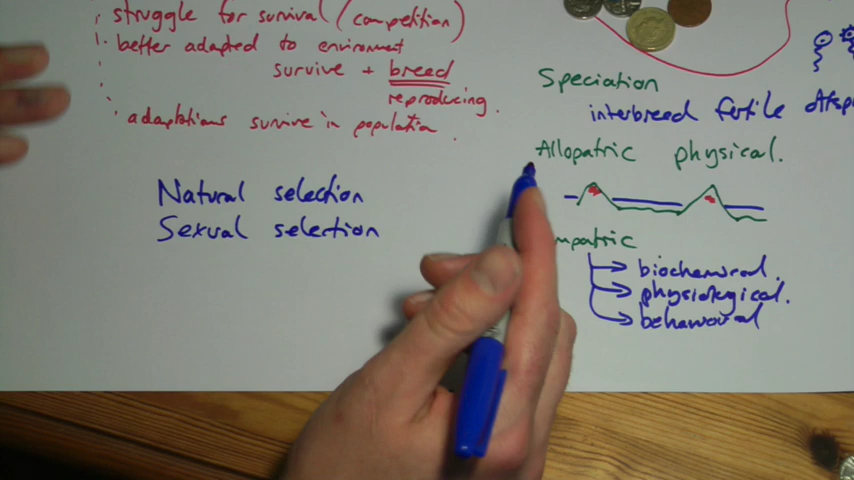 struggle for survival (competition)
better adapted to environment
survive + breed
reproducing.
adaptations survive in population.
Natural selection
Sexual selection
Speciation
interbreed fertile
Allopatric physical.
mpatric
biochemical.
physiological.
behavioural